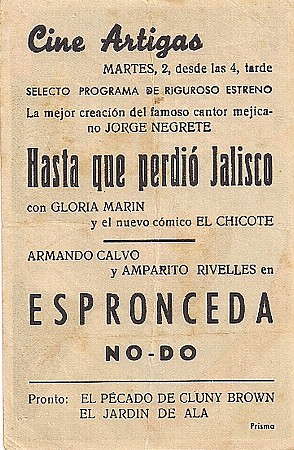 Cine Artigas
MARTES, 2, desde las 4, tarde
SELECTO PROGRAMA DE RIGUROSO ESTRENO
La mejor creación del famoso cantor mejica-
no JORGE NEGRETE
Hasta que perdió Jalisco
con GLORIA MARIN
y el nuevo cómico EL CHICOTE
ARMANDO CALVO
y AMPARITO RIVELLES en
ESPRONCEDA
NO-DO
Pronto: EL PECADO DE CLUNY BROWN
EL JARDIN DE ALA
Prisma